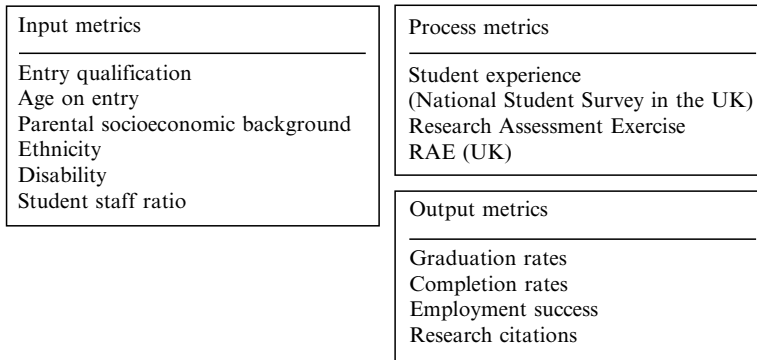 Input metrics
Entry qualification
Age on entry
Parental socioeconomic background
Ethnicity
Disability
Student staff ratio
Process metrics
Student experience
(National Student Survey in the UK)
Research Assessment Exercise
RAE (UK)
Output metrics
Graduation rates
Completion rates
Employment success
Research citations